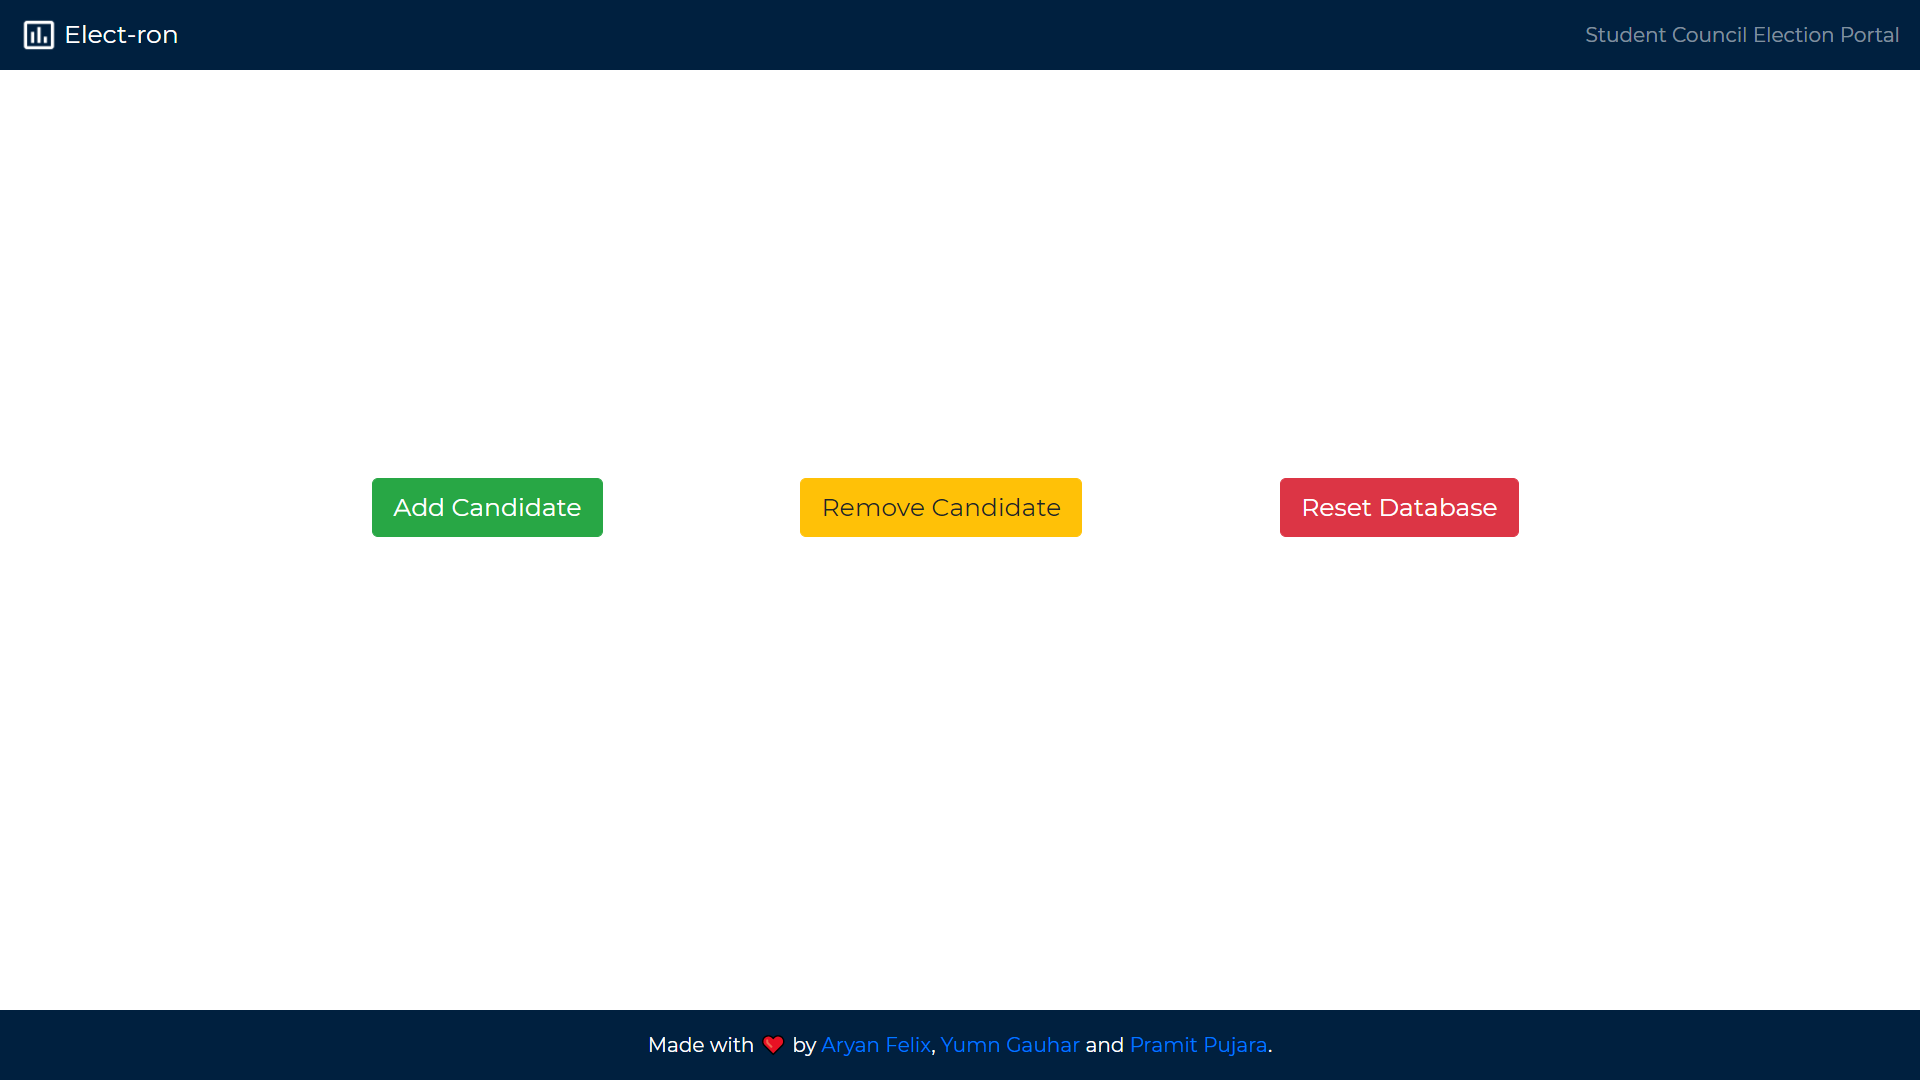 Elect-ron
Student Council Election Portal
Add Candidate
Remove Candidate
Reset Database
Made with ❤ by Aryan Felix, Yumn Gauhar and Pramit Pujara.